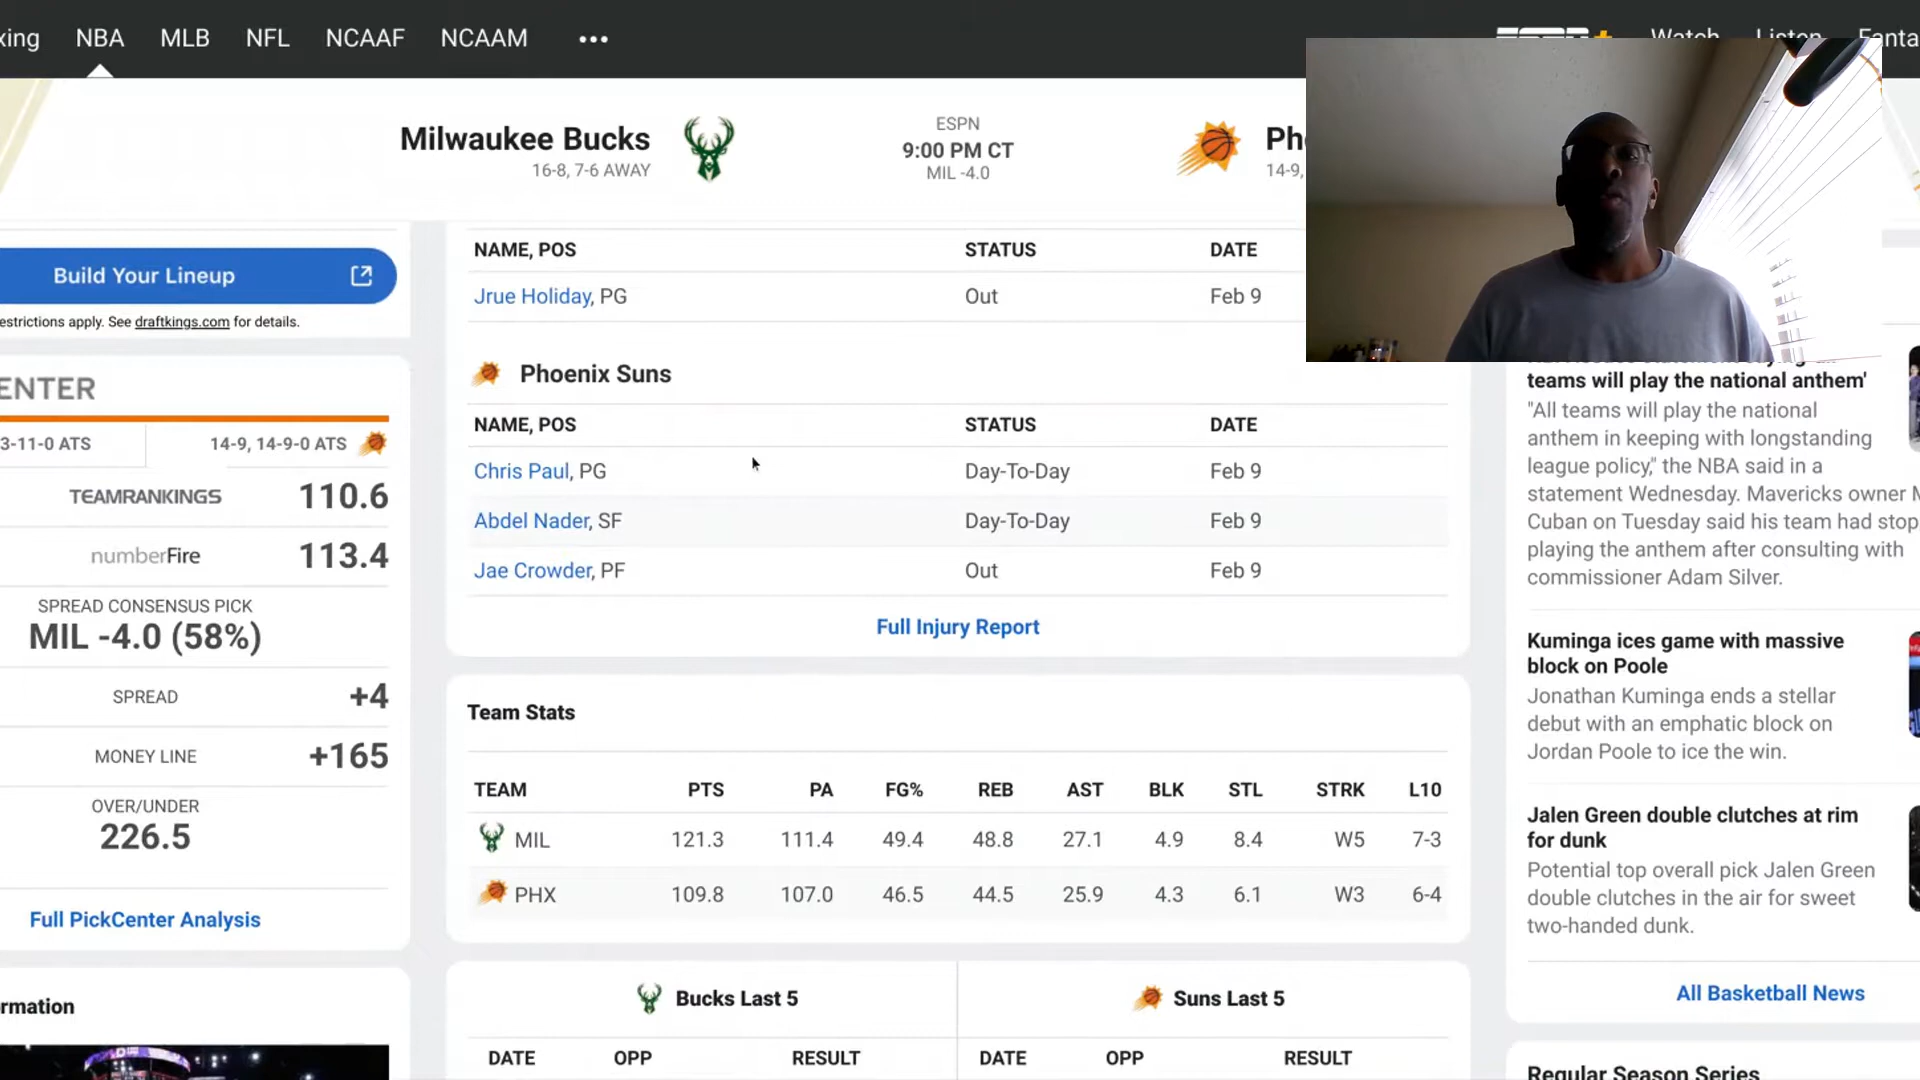 xing NBA MLB NFL NCAAF NCAAM •••
Watch Listen Fanta
Milwaukee Bucks
16-8, 7-6 AWAY
ESPN
9:00 PM CT
MIL -4.0
Ph
14-9,
Build Your Lineup
estrictions apply. See draftkings.com for details.
ENTER
3-11-0 ATS 14-9, 14-9-0 ATS
TEAMRANKINGS 110.6
numberFire 113.4
SPREAD CONSENSUS PICK
MIL -4.0 (58%)
SPREAD +4
MONEY LINE +165
OVER/UNDER
226.5
Full PickCenter Analysis
rmation
NAME, POS STATUS DATE
Jrue Holiday, PG Out Feb 9
Phoenix Suns
NAME, POS STATUS DATE
Chris Paul, PG Day-To-Day Feb 9
Abdel Nader, SF Day-To-Day Feb 9
Jae Crowder, PF Out Feb 9
Full Injury Report
Team Stats
TEAM PTS PA FG% REB AST BLK STL STRK L10
MIL 121.3 111.4 49.4 48.8 27.1 4.9 8.4 W5 7-3
PHX 109.8 107.0 46.5 44.5 25.9 4.3 6.1 W3 6-4
Bucks Last 5
DATE OPP RESULT
Suns Last 5
DATE OPP RESULT
teams will play the national anthem'
"All teams will play the national
anthem in keeping with longstanding
league policy," the NBA said in a
statement Wednesday. Mavericks owner M
Cuban on Tuesday said his team had stop
playing the anthem after consulting with
commissioner Adam Silver.
Kuminga ices game with massive
block on Poole
Jonathan Kuminga ends a stellar
debut with an emphatic block on
Jordan Poole to ice the win.
Jalen Green double clutches at rim
for dunk
Potential top overall pick Jalen Green
double clutches in the air for sweet
two-handed dunk.
All Basketball News
Regular Season Series